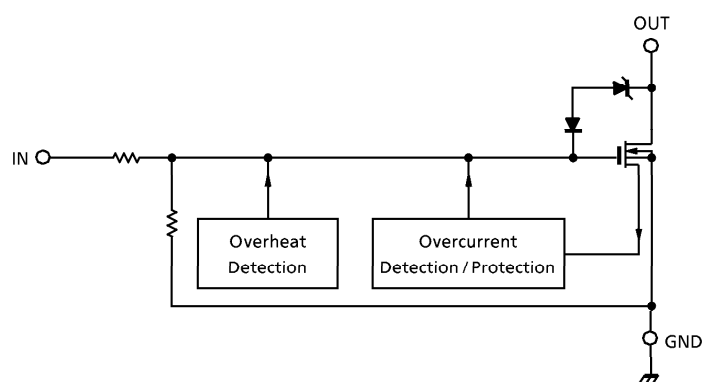 OUT
IN
Overheat
Detection
Overcurrent
Detection / Protection
GND